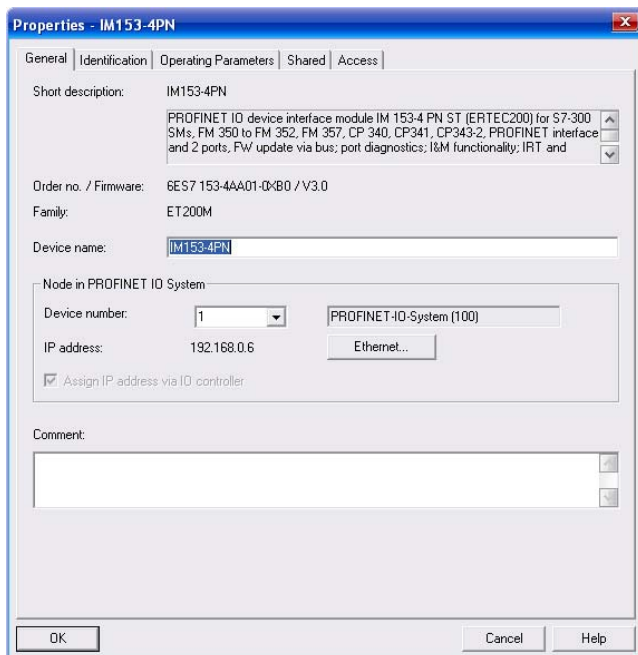 Properties - IM153-4PN
General Identification Operating Parameters Shared Access
Short description: IM153-4PN
PROFINET IO device interface module IM 153-4 PN ST (ERTEC200) for S7-300
SMs, FM 350 to FM 352, FM 357, CP 340, CP341, CP343-2, PROFINET interface
and 2 ports, FW update via bus; port diagnostics; I&M functionality; IRT and
Order no. / Firmware: 6ES7 153-4AA01-0XB0 / V3.0
Family: ET200M
Device name: IM153-4PN
Node in PROFINET IO System
Device number: 1 PROFINET-IO-System (100)
IP address: 192.168.0.6 Ethernet...
Assign IP address via IO controller
Comment:
OK Cancel Help